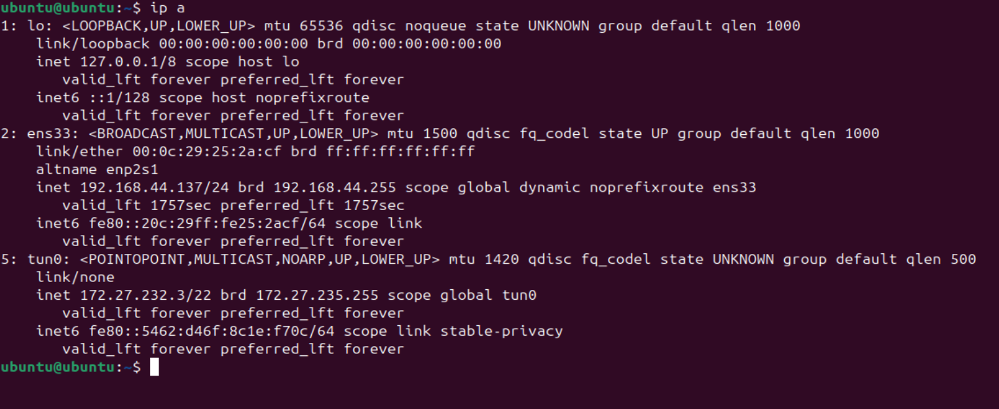 ubuntu@ubuntu:~$ ip a
1: lo: <LOOPBACK,UP,LOWER_UP> mtu 65536 qdisc noqueue state UNKNOWN group default qlen 1000
    link/loopback 00:00:00:00:00:00 brd 00:00:00:00:00:00
    inet 127.0.0.1/8 scope host lo
       valid_lft forever preferred_lft forever
    inet6 ::1/128 scope host noprefixroute
       valid_lft forever preferred_lft forever
2: ens33: <BROADCAST,MULTICAST,UP,LOWER_UP> mtu 1500 qdisc fq_codel state UP group default qlen 1000
    link/ether 00:0c:29:25:2a:cf brd ff:ff:ff:ff:ff:ff
    altname enp2s1
    inet 192.168.44.137/24 brd 192.168.44.255 scope global dynamic noprefixroute ens33
       valid_lft 1757sec preferred_lft 1757sec
    inet6 fe80::20c:29ff:fe25:2acf/64 scope link
       valid_lft forever preferred_lft forever
5: tun0: <POINTOPOINT,MULTICAST,NOARP,UP,LOWER_UP> mtu 1420 qdisc fq_codel state UNKNOWN group default qlen 500
    link/none
    inet 172.27.232.3/22 brd 172.27.235.255 scope global tun0
       valid_lft forever preferred_lft forever
    inet6 fe80::5462:d46f:8c1e:f70c/64 scope link stable-privacy
       valid_lft forever preferred_lft forever
ubuntu@ubuntu:~$